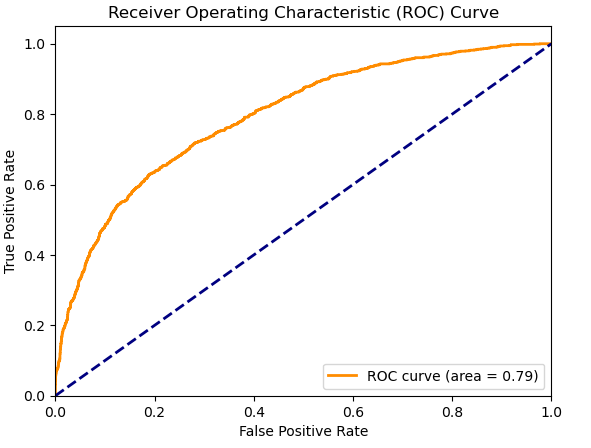 Receiver Operating Characteristic (ROC) Curve
True Positive Rate
1.0
0.8
0.6
0.4
0.2
0.0
0.0 0.2 0.4 0.6 0.8 1.0
False Positive Rate
ROC curve (area = 0.79)